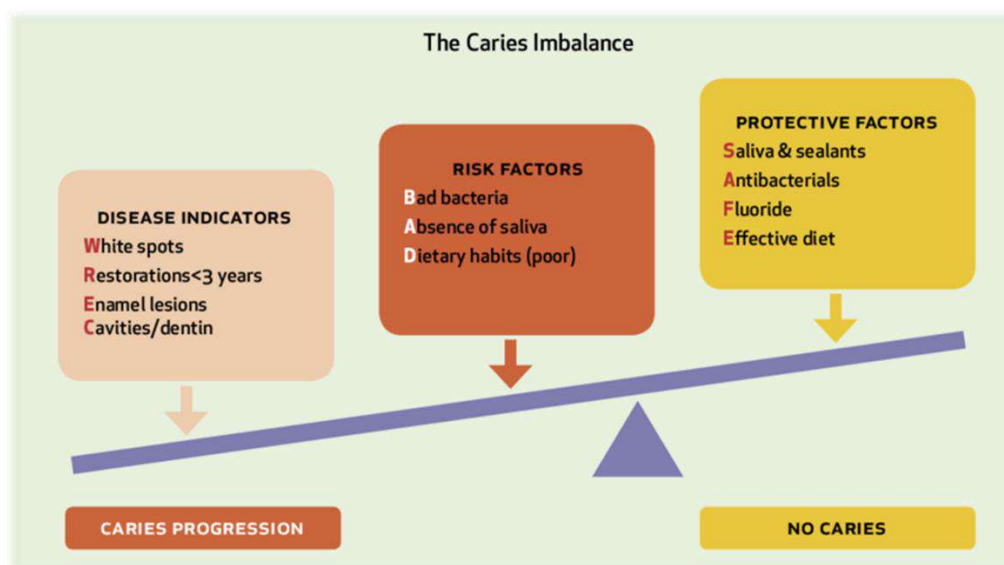 The Caries Imbalance
DISEASE INDICATORS
White spots
Restorations<3 years
Enamel lesions
Cavities/dentin
RISK FACTORS
Bad bacteria
Absence of saliva
Dietary habits (poor)
PROTECTIVE FACTORS
Saliva & sealants
Antibacterials
Fluoride
Effective diet
CARIES PROGRESSION
NO CARIES